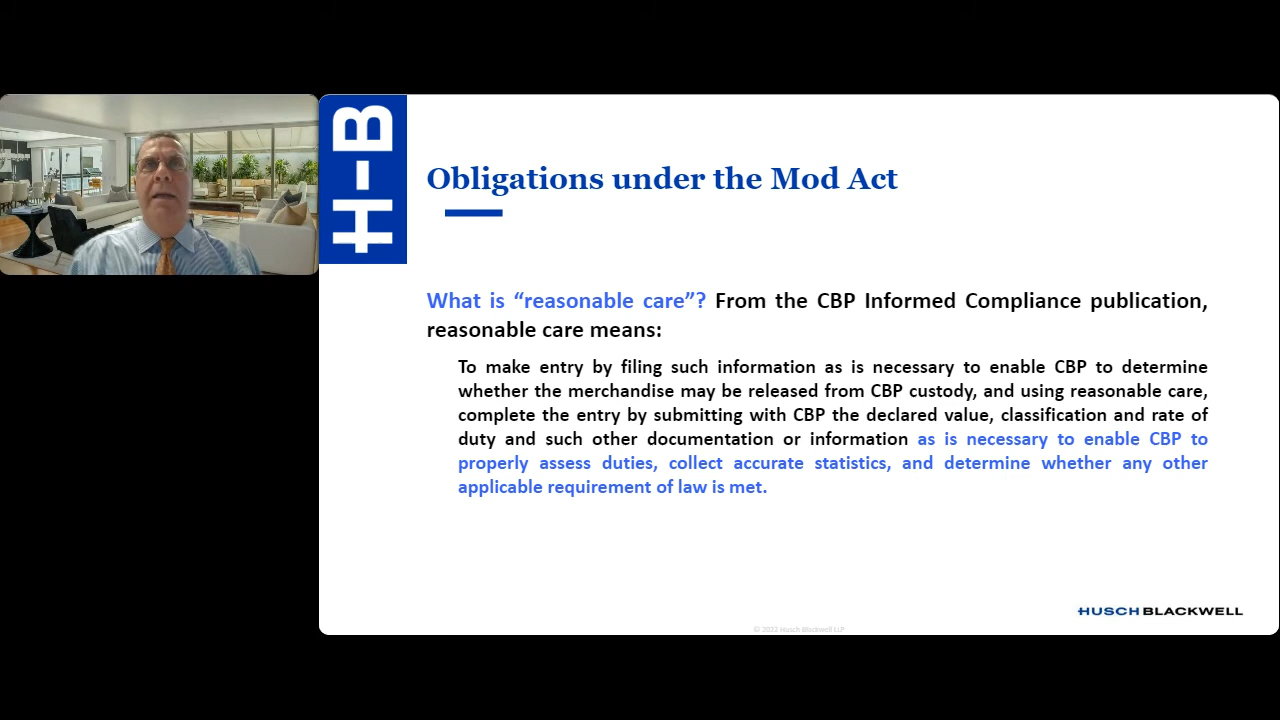 H-B
Obligations under the Mod Act
What is “reasonable care”? From the CBP Informed Compliance publication,
reasonable care means:
To make entry by filing such information as is necessary to enable CBP to determine
whether the merchandise may be released from CBP custody, and using reasonable care,
complete the entry by submitting with CBP the declared value, classification and rate of
duty and such other documentation or information as is necessary to enable CBP to
properly assess duties, collect accurate statistics, and determine whether any other
applicable requirement of law is met.
HUSCH BLACKWELL
© 2022 Husch Blackwell LLP